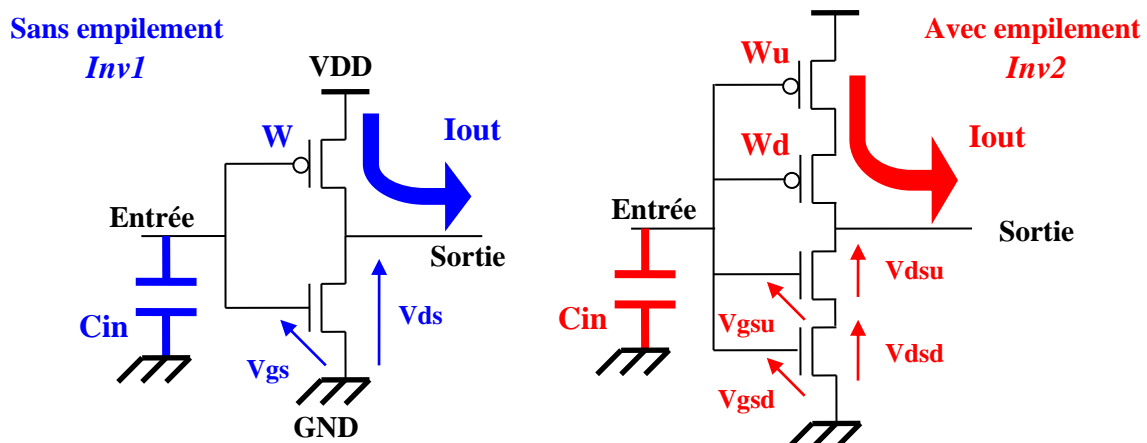 Sans empilement
Inv1
VDD
W
Iout
Entrée
Sortie
Cin
Vgs
Vds
GND
Avec empilement
Inv2
Wu
Wd
Iout
Entrée
Sortie
Cin
Vdsu
Vgsu
Vdsd
Vgsd